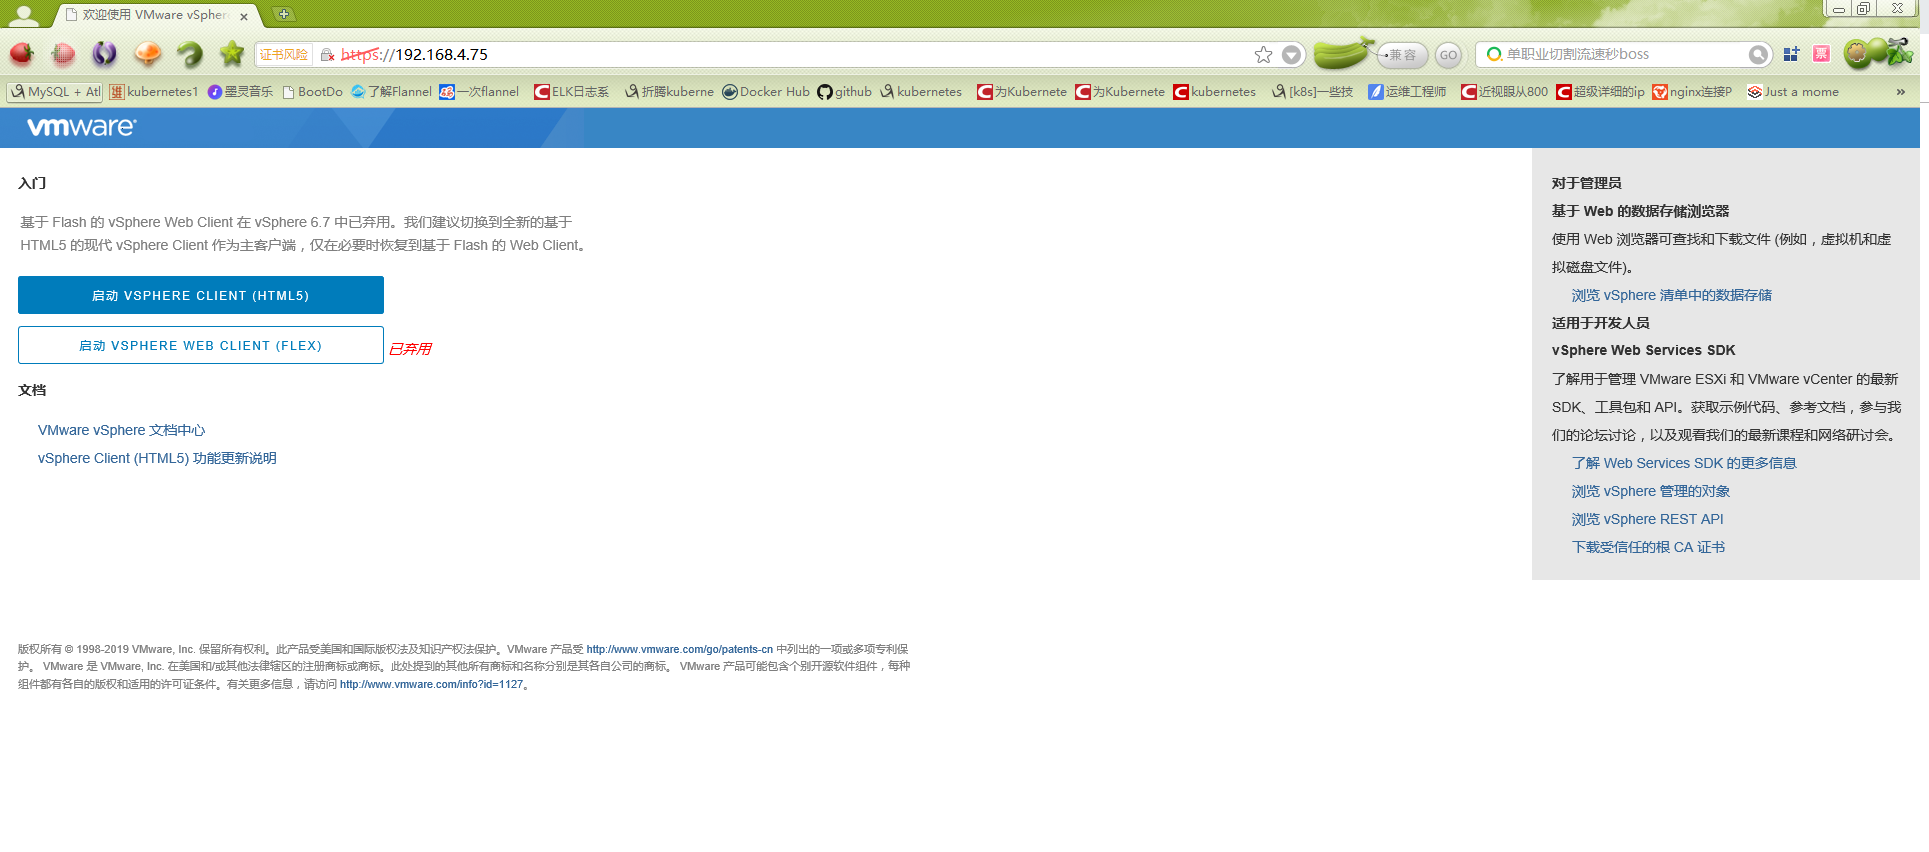 欢迎使用 VMware vSpher
证书风险 https://192.168.4.75 兼容 GO 单职业切割流速秒boss 票
MySQL + Atl kubernetes1 墨灵音乐 BootDo 了解Flannel 一次flannel ELK日志系 折腾kuberne Docker Hub github kubernetes 为Kubernete 为Kubernete kubernetes [k8s]一些技 运维工程师 近视眼从800 超级详细的ip nginx连接P Just a mome »
vmware
入门
基于 Flash 的 vSphere Web Client 在 vSphere 6.7 中已弃用。我们建议切换到全新的基于
HTML5 的现代 vSphere Client 作为主客户端，仅在必要时恢复到基于 Flash 的 Web Client。
启动 VSPHERE CLIENT (HTML5)
启动 VSPHERE WEB CLIENT (FLEX) 已弃用
文档
VMware vSphere 文档中心
vSphere Client (HTML5) 功能更新说明
对于管理员
基于 Web 的数据存储浏览器
使用 Web 浏览器可查找和下载文件 (例如，虚拟机和虚
拟磁盘文件)。
浏览 vSphere 清单中的数据存储
适用于开发人员
vSphere Web Services SDK
了解用于管理 VMware ESXi 和 VMware vCenter 的最新
SDK、工具包和 API。获取示例代码、参考文档，参与我
们的论坛讨论，以及观看我们的最新课程和网络研讨会。
了解 Web Services SDK 的更多信息
浏览 vSphere 管理的对象
浏览 vSphere REST API
下载受信任的根 CA 证书
版权所有 © 1998-2019 VMware, Inc. 保留所有权利。此产品受美国和国际版权法及知识产权法保护。VMware 产品受 http://www.vmware.com/go/patents-cn 中列出的一项或多项专利保
护。 VMware 是 VMware, Inc. 在美国和/或其他法律辖区的注册商标或商标。此处提到的其他所有商标和名称分别是其各自公司的商标。 VMware 产品可能包含个别开源软件组件，每种
组件都有各自的版权和适用的许可证条件。有关更多信息，请访问 http://www.vmware.com/info?id=1127。